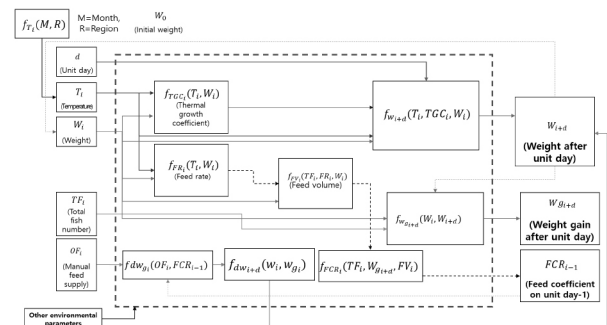 f_{T_i}(M, R)
M=Month,
R=Region
W_0
(Initial weight)
d
(Unit day)
T_i
(Temperature)
W_i
(Weight)
TF_i
(Total
fish
number)
OF_i
(Manual
feed
supply)
Other environmental
parameters
f_{TGC_i}(T_i, W_i)
(Thermal
growth
coefficient)
f_{FR_i}(T_i, W_i)
(Feed rate)
f_{FV_i}(TF_i, FR_i, W_i)
(Feed volume)
f_{W_{i+d}}(T_i, TGC_i, W_i)
f_{wg_{i+d}}(W_i, W_{i+d})
fdw_{g_i}(OF_i, FCR_{i−1})
f_{dw_{i+d}}(w_i, w_{g_i})
f_{FCR_i}(TF_i, W_{g_{i+d}}, FV_i)
W_{i+d}
(Weight after
unit day)
Wg_{i+d}
(Weight gain
after unit day)
FCR_{i−1}
(Feed coefficient
on unit day-1)